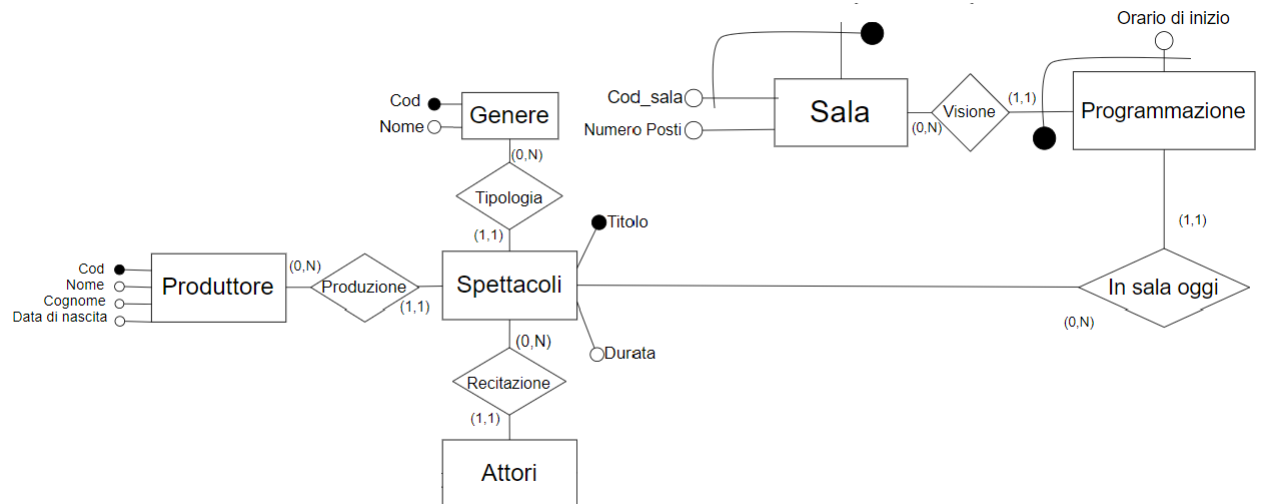 Orario di inizio
Cod
Nome
Genere
(0,N)
Tipologia
(1,1)
Cod_sala
Numero Posti
Sala
(0,N)
Visione
(1,1)
Programmazione
(1,1)
Titolo
Cod
Nome
Cognome
Data di nascita
Produttore
(0,N)
Produzione
(1,1)
Spettacoli
In sala oggi
(0,N)
Durata
(0,N)
Recitazione
(1,1)
Attori